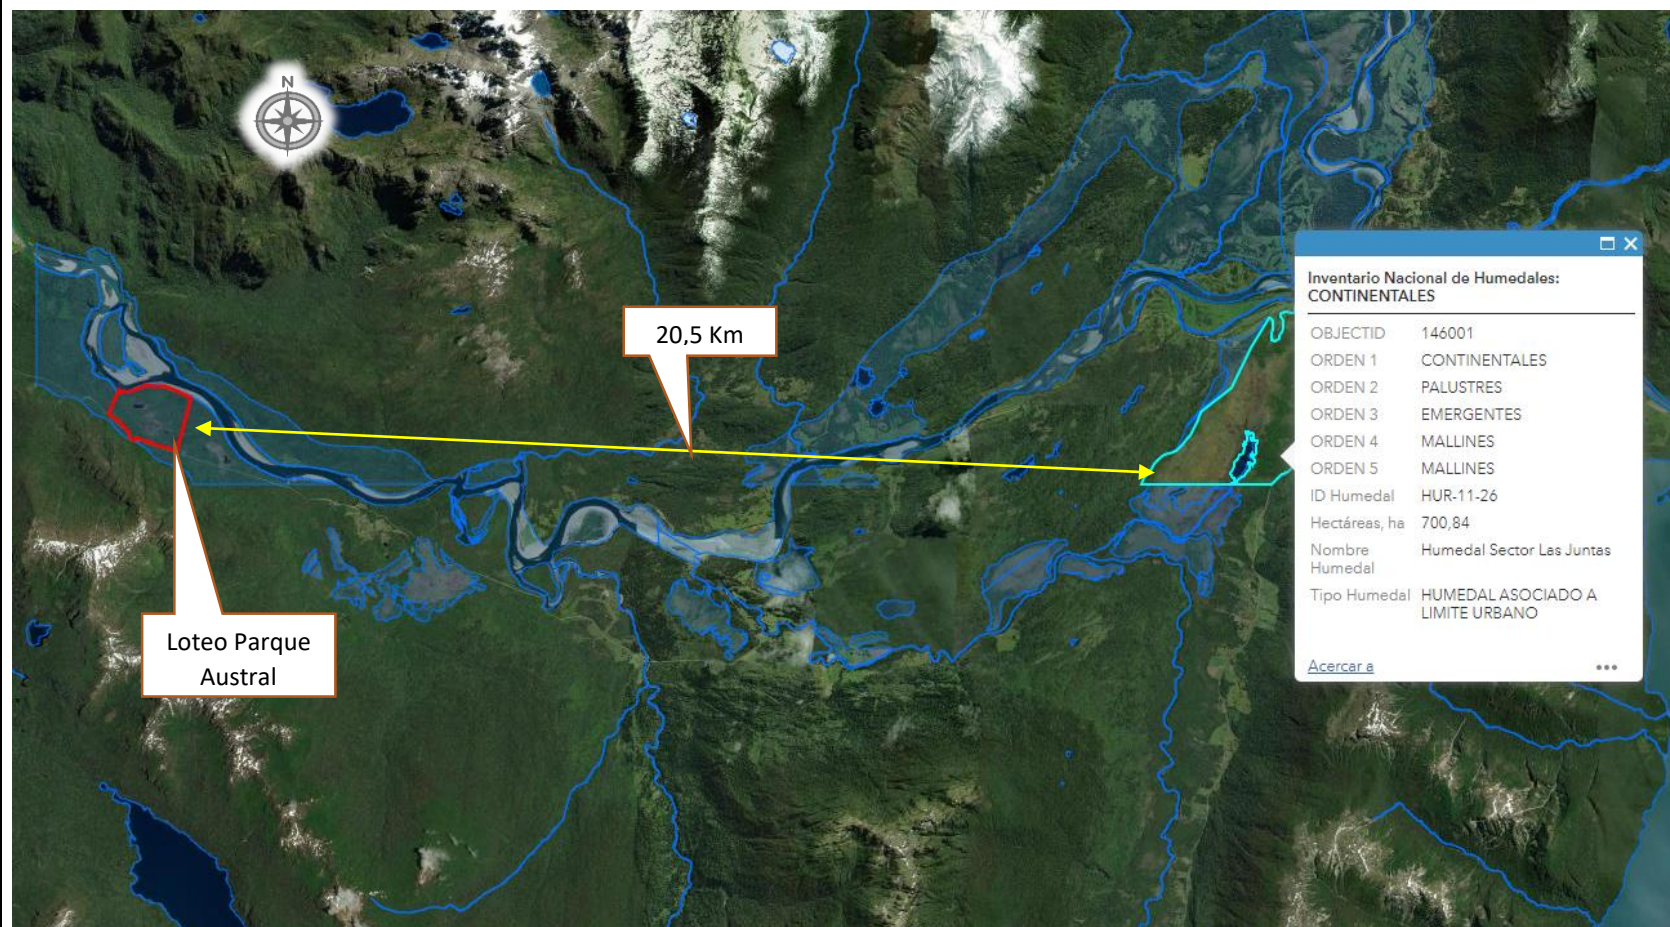 N
20,5 Km
Loteo Parque
Austral
Inventario Nacional de Humedales:
CONTINENTALES
OBJECTID 146001
ORDEN 1 CONTINENTALES
ORDEN 2 PALUSTRES
ORDEN 3 EMERGENTES
ORDEN 4 MALLINES
ORDEN 5 MALLINES
ID Humedal HUR-11-26
Hectáreas, ha 700,84
Nombre Humedal Sector Las Juntas
Humedal
Tipo Humedal HUMEDAL ASOCIADO A
LIMITE URBANO
Acercar a